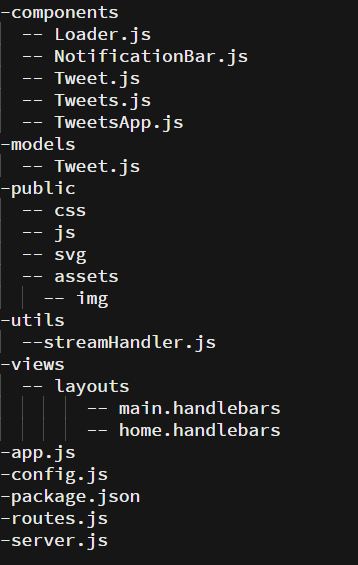 -components
-- Loader.js
-- NotificationBar.js
-- Tweet.js
-- Tweets.js
-- TweetsApp.js
-models
-- Tweet.js
-public
-- css
-- js
-- svg
-- assets
-- img
-utils
--streamHandler.js
-views
-- layouts
-- main.handlebars
-- home.handlebars
-app.js
-config.js
-package.json
-routes.js
-server.js